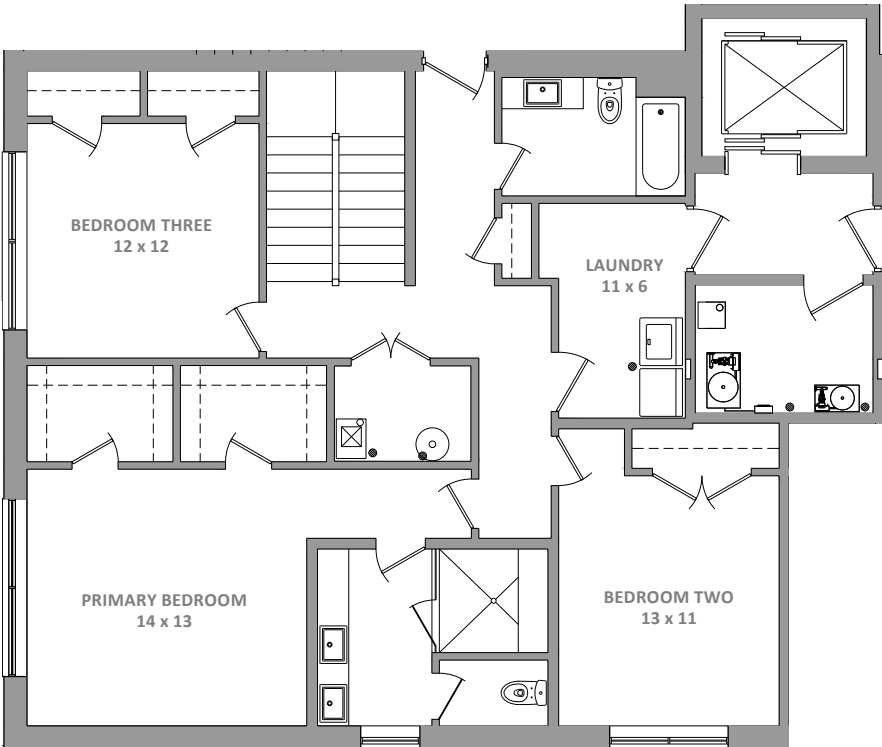 BEDROOM THREE
12 x 12
LAUNDRY
11 x 6
PRIMARY BEDROOM
14 x 13
BEDROOM TWO
13 x 11